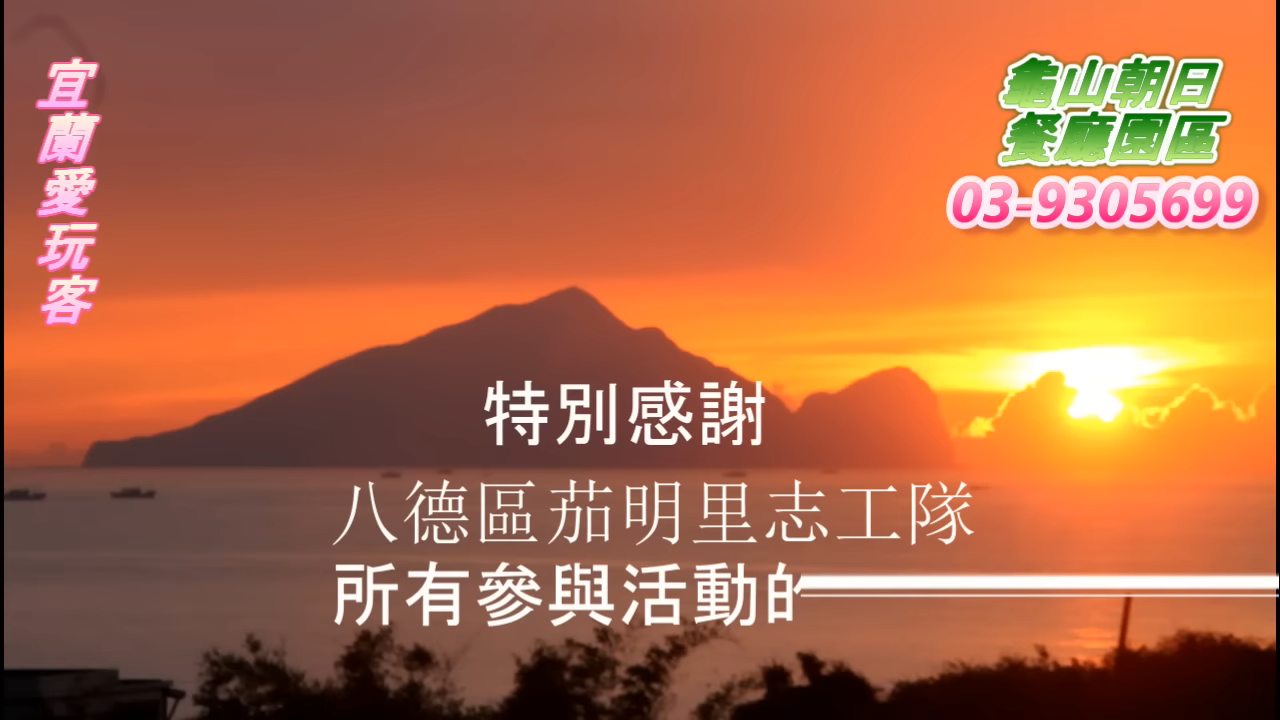 宜蘭愛玩客
龜山朝日
餐廳園區
03-9305699
特別感謝
八德區茄明里志工隊
所有參與活動的